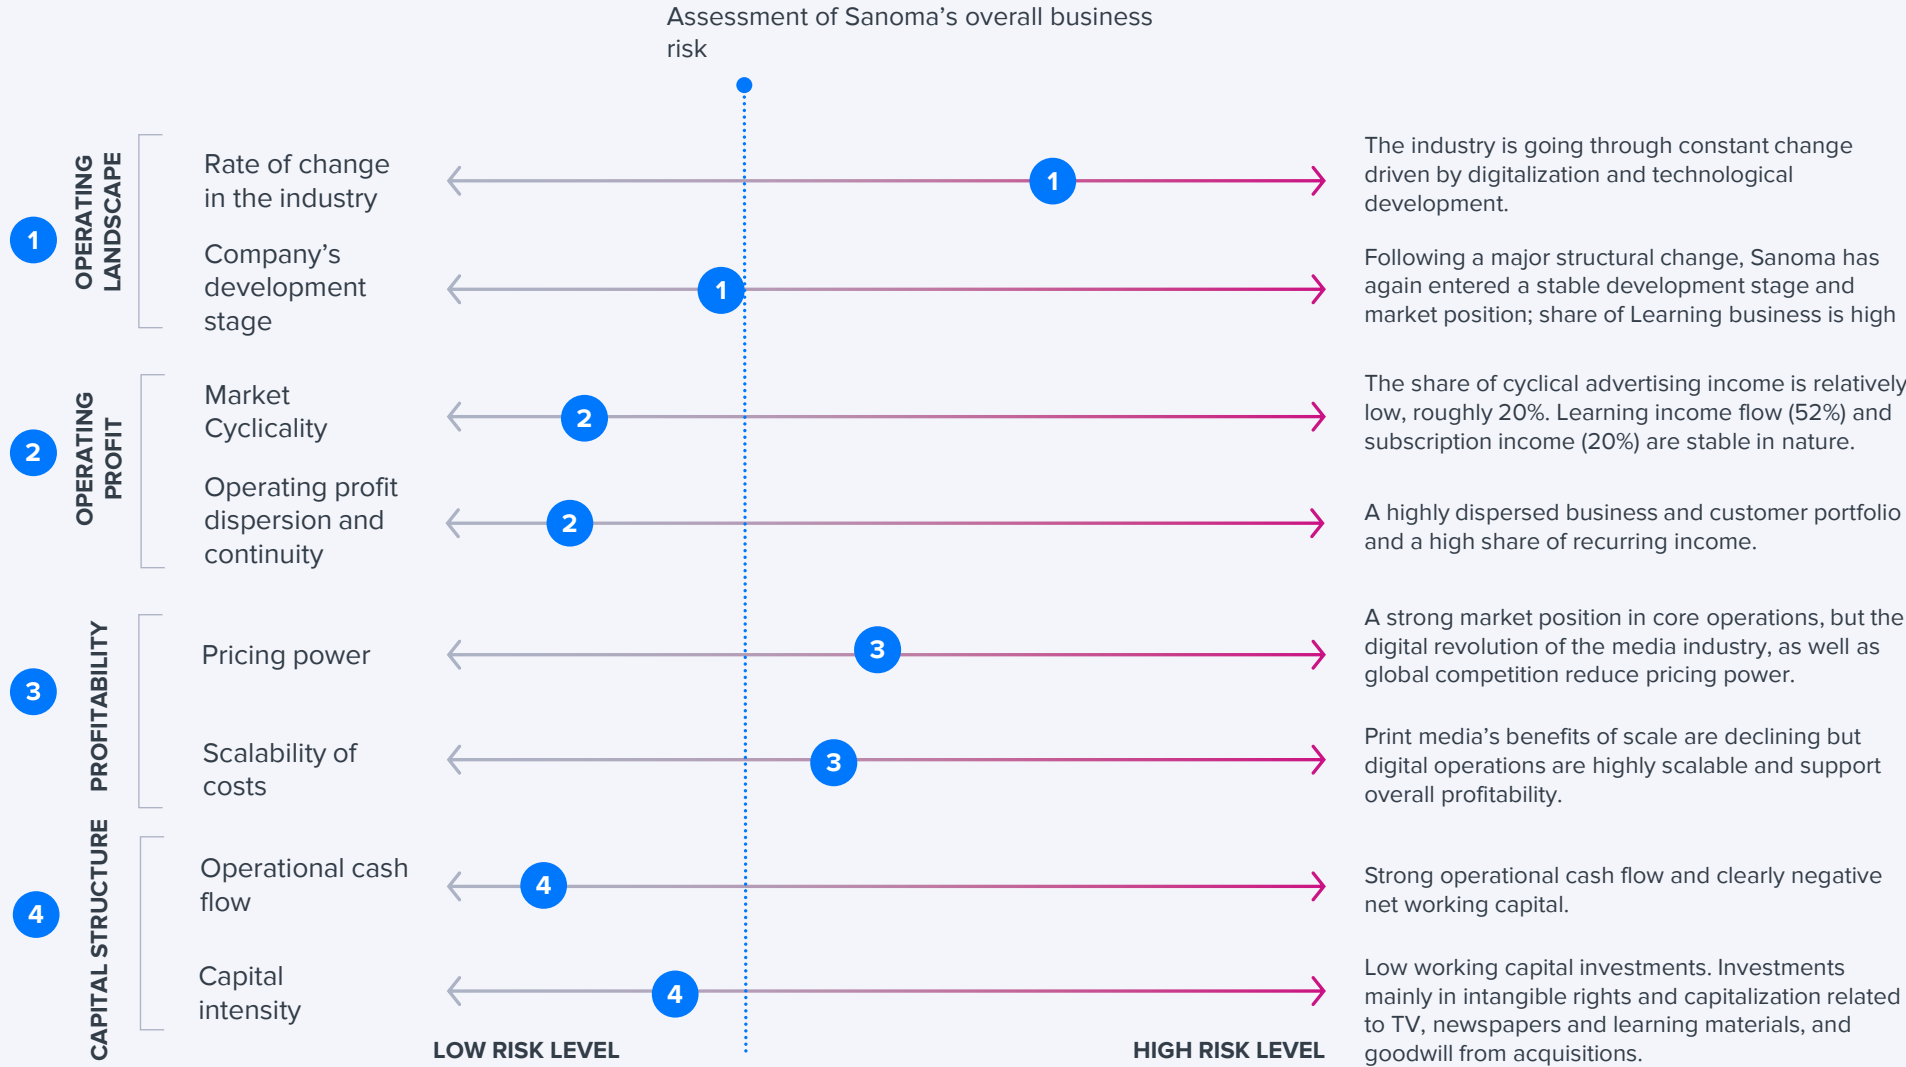 Assessment of Sanoma’s overall business
risk
1
OPERATING
LANDSCAPE
Rate of change
in the industry
1
The industry is going through constant change
driven by digitalization and technological
development.
Company’s
development
stage
1
Following a major structural change, Sanoma has
again entered a stable development stage and
market position; share of Learning business is high
2
OPERATING
PROFIT
Market
Cyclicality
2
The share of cyclical advertising income is relatively
low, roughly 20%. Learning income flow (52%) and
subscription income (20%) are stable in nature.
Operating profit
dispersion and
continuity
2
A highly dispersed business and customer portfolio
and a high share of recurring income.
3
PROFITABILITY
Pricing power
3
A strong market position in core operations, but the
digital revolution of the media industry, as well as
global competition reduce pricing power.
Scalability of
costs
3
Print media’s benefits of scale are declining but
digital operations are highly scalable and support
overall profitability.
4
CAPITAL STRUCTURE
Operational cash
flow
4
Strong operational cash flow and clearly negative
net working capital.
Capital
intensity
4
Low working capital investments. Investments
mainly in intangible rights and capitalization related
to TV, newspapers and learning materials, and
goodwill from acquisitions.
LOW RISK LEVEL
HIGH RISK LEVEL